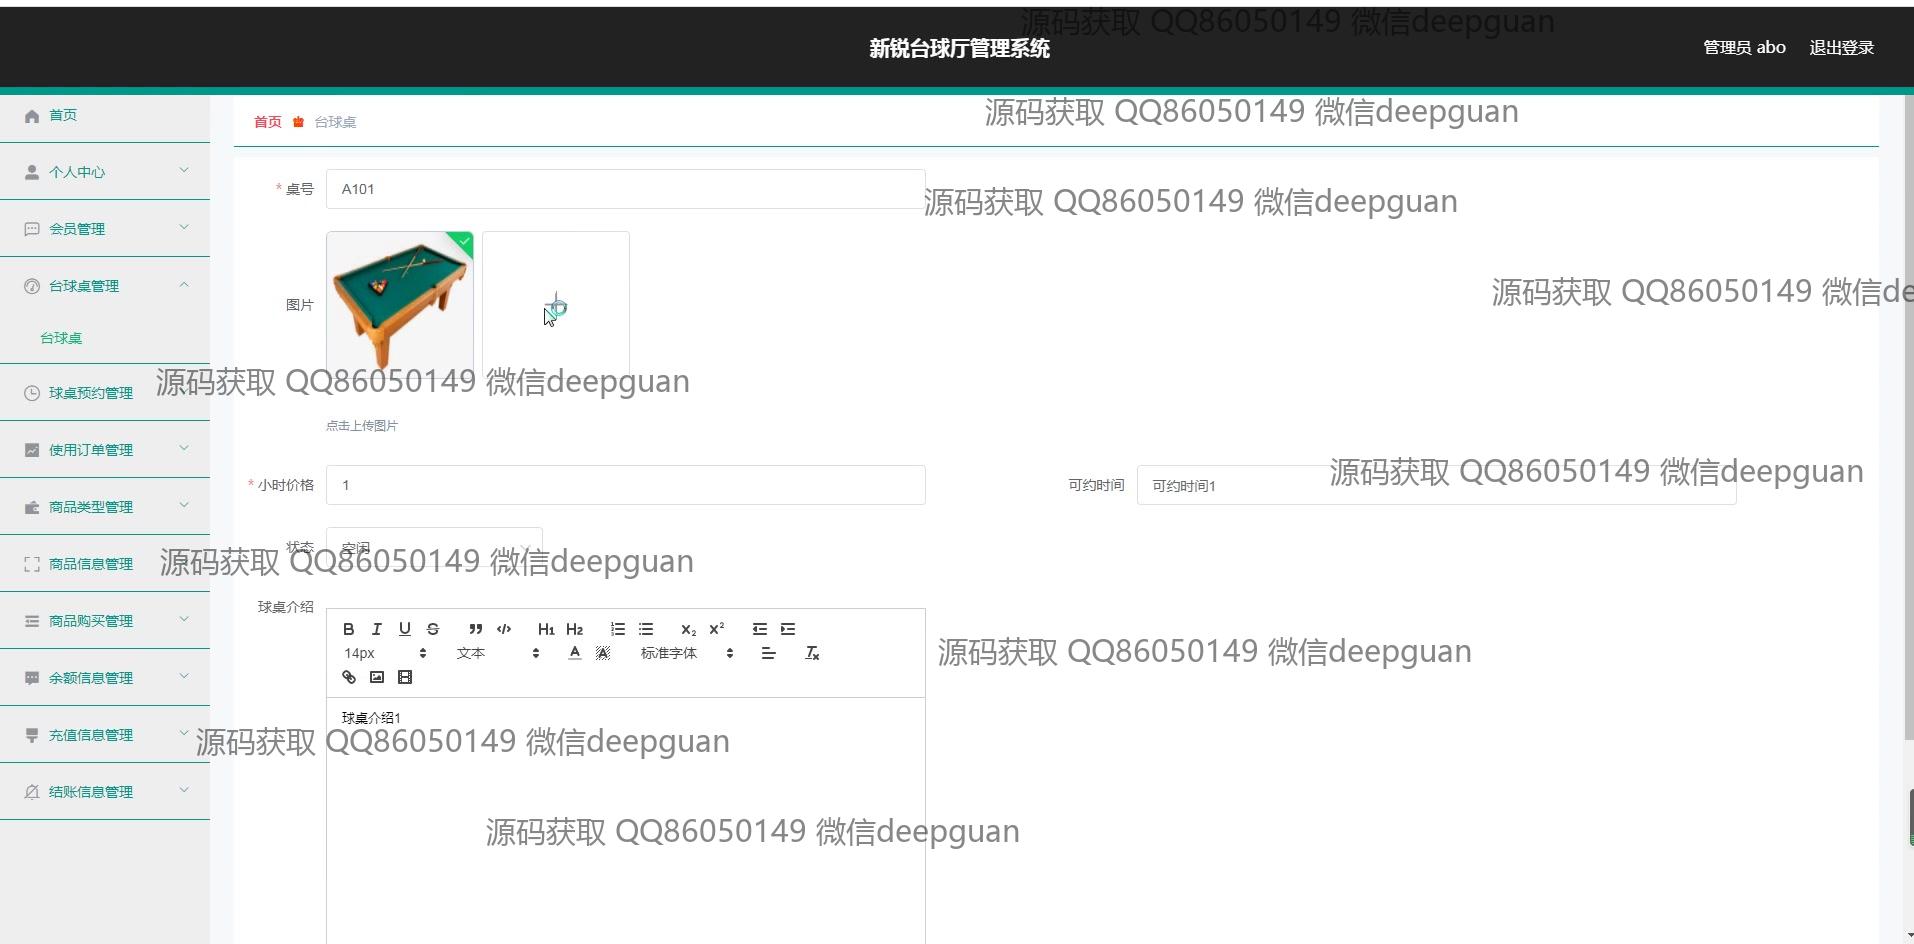 源码获取 QQ86050149 微信deepguan
新锐台球厅管理系统
管理员 abo
退出登录
首页
个人中心
会员管理
台球桌管理
台球桌
球桌预约管理
使用订单管理
商品类型管理
商品信息管理
商品购买管理
余额信息管理
充值信息管理
结账信息管理
首页 台球桌
源码获取 QQ86050149 微信deepguan
* 桌号 A101
源码获取 QQ86050149 微信deepguan
源码获取 QQ86050149 微信de
图片
源码获取 QQ86050149 微信deepguan
点击上传图片
* 小时价格 1
可约时间 可约时间1
源码获取 QQ86050149 微信deepguan
状态 空闲
源码获取 QQ86050149 微信deepguan
球桌介绍
B I U S H1 H2 X2 X2
14px 文本 A A 标准字体 Tx
源码获取 QQ86050149 微信deepguan
球桌介绍1
源码获取 QQ86050149 微信deepguan
源码获取 QQ86050149 微信deepguan